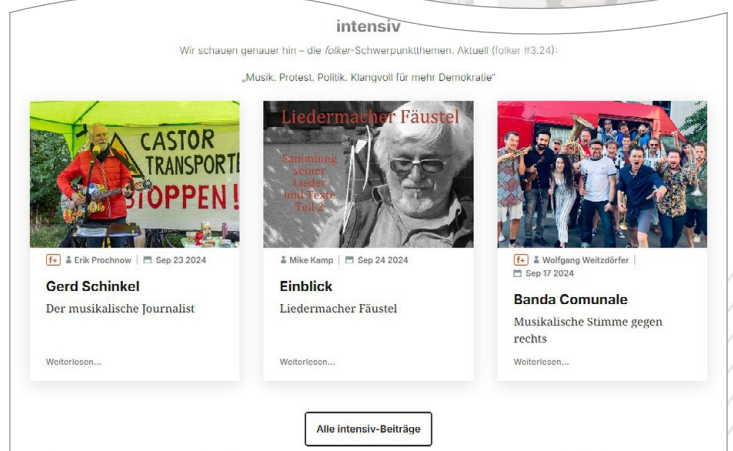 intensiv
Wir schauen genauer hin – die folker-Schwerpunktthemen. Aktuell (folker #3.24):
„Musik. Protest. Politik. Klangvoll für mehr Demokratie“
CASTOR
TRANSPORTE
STOPPEN!
f+ Erik Prochnow | Sep 23 2024
Gerd Schinkel
Der musikalische Journalist
Weiterlesen...
Liedermacher Fäustel
Sammlung
seiner
Lieder
und Texte
Teil 2
Mike Kamp | Sep 24 2024
Einblick
Liedermacher Fäustel
Weiterlesen...
f+ Wolfgang Weitzdörfer |
Sep 17 2024
Banda Comunale
Musikalische Stimme gegen
rechts
Weiterlesen...
Alle intensiv-Beiträge